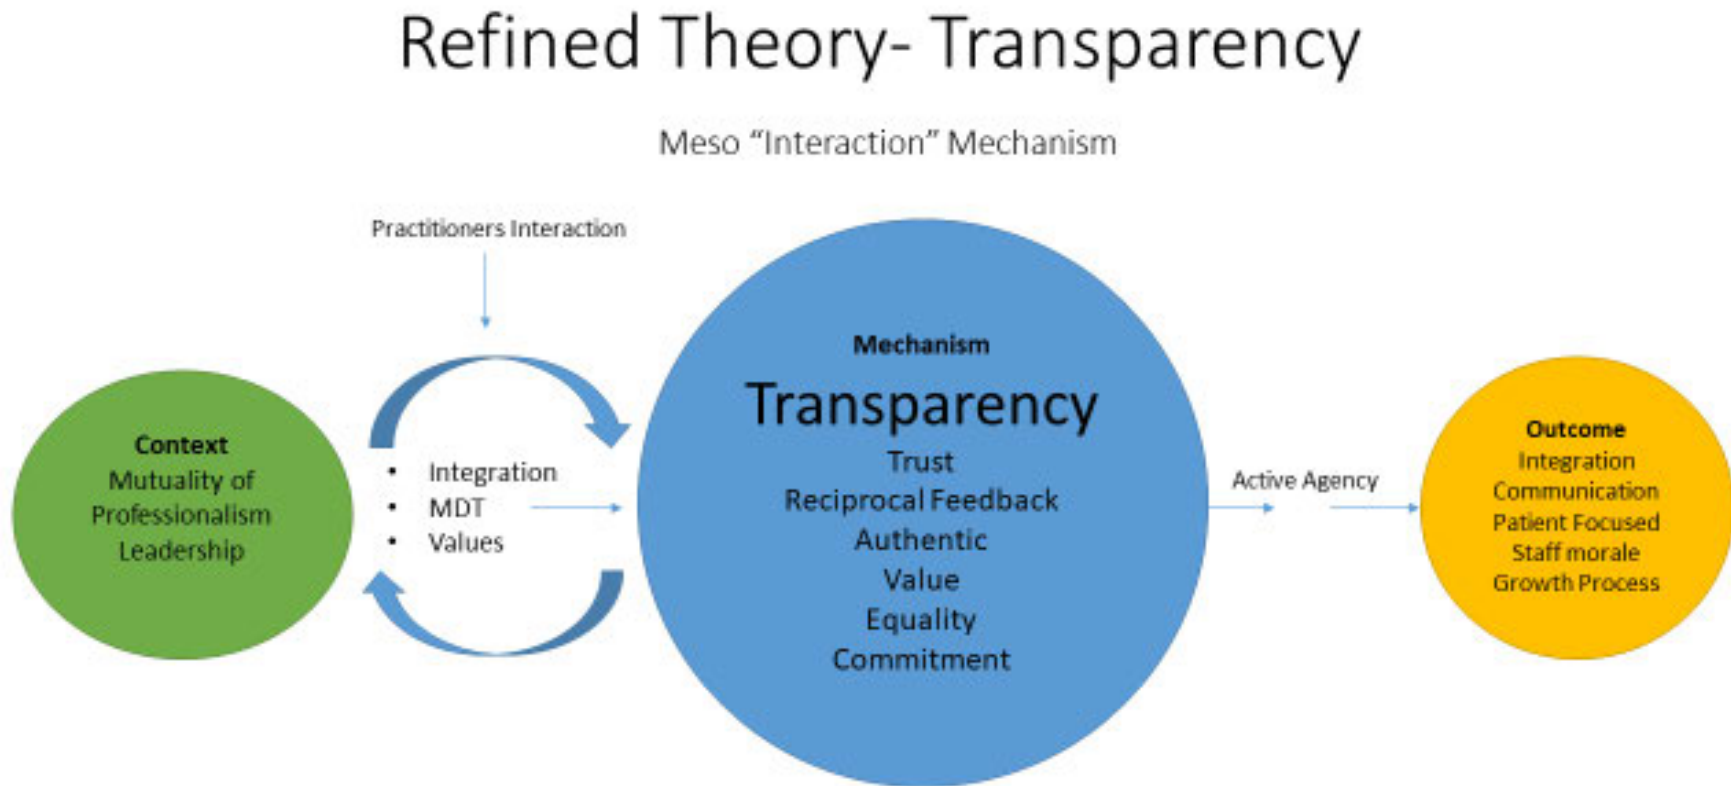 Refined Theory- Transparency
Meso “Interaction” Mechanism
Practitioners Interaction
Context
Mutuality of
Professionalism
Leadership
• Integration
• MDT
• Values
Mechanism
Transparency
Trust
Reciprocal Feedback
Authentic
Value
Equality
Commitment
Active Agency
Outcome
Integration
Communication
Patient Focused
Staff morale
Growth Process